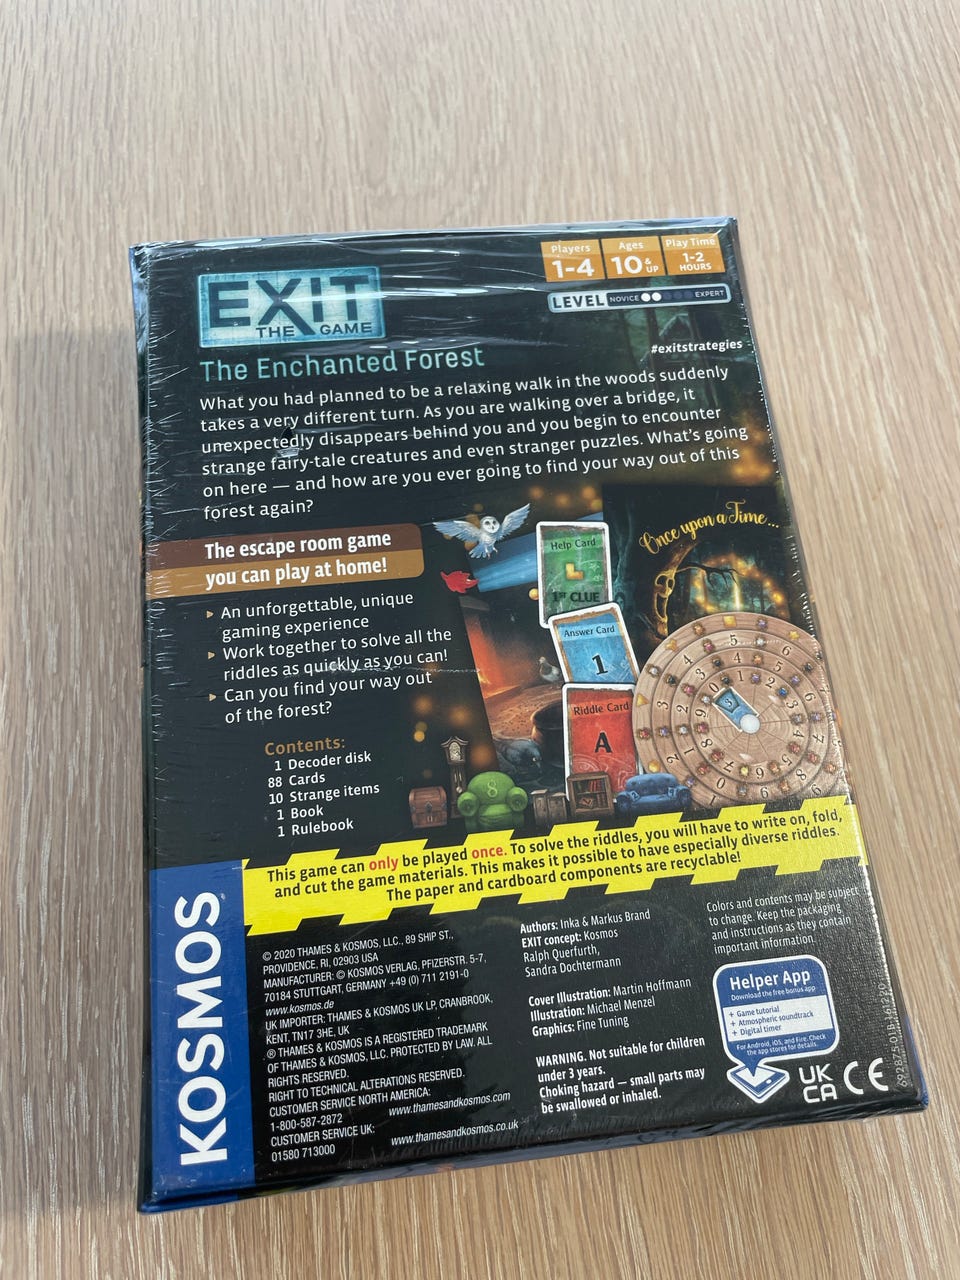 EXIT
THE GAME
Players
1-4
Ages
10 & UP
Play Time
1-2
HOURS
LEVEL NOVICE EXPERT
#exitstrategies
The Enchanted Forest
What you had planned to be a relaxing walk in the woods suddenly
takes a very different turn. As you are walking over a bridge, it
unexpectedly disappears behind you and you begin to encounter
strange fairy-tale creatures and even stranger puzzles. What's going
on here — and how are you ever going to find your way out of this
forest again?
The escape room game
you can play at home!
An unforgettable, unique
gaming experience
Work together to solve all the
riddles as quickly as you can!
Can you find your way out
of the forest?
Contents:
1 Decoder disk
88 Cards
10 Strange items
1 Book
1 Rulebook
Help Card
1ST CLUE
Answer Card
1
Riddle Card
A
Once upon a Time...
8
This game can only be played once. To solve the riddles, you will have to write on, fold,
and cut the game materials. This makes it possible to have especially diverse riddles.
The paper and cardboard components are recyclable!
KOSMOS
© 2020 THAMES & KOSMOS, LLC., 89 SHIP ST.,
PROVIDENCE, RI, 02903 USA
MANUFACTURER: © KOSMOS VERLAG, PFIZERSTR. 5-7,
70184 STUTTGART, GERMANY +49 (0) 711 2191-0
www.kosmos.de
UK IMPORTER: THAMES & KOSMOS UK LP, CRANBROOK,
KENT, TN17 3HE, UK
® THAMES & KOSMOS IS A REGISTERED TRADEMARK
OF THAMES & KOSMOS, LLC. PROTECTED BY LAW. ALL
RIGHTS RESERVED.
RIGHT TO TECHNICAL ALTERATIONS RESERVED.
CUSTOMER SERVICE NORTH AMERICA:
1-800-587-2872 www.thamesandkosmos.com
CUSTOMER SERVICE UK:
01580 713000 www.thamesandkosmos.co.uk
Authors: Inka & Markus Brand
EXIT concept: Kosmos
Ralph Querfurth,
Sandra Dochtermann
Cover Illustration: Martin Hoffmann
Illustration: Michael Menzel
Graphics: Fine Tuning
WARNING. Not suitable for children
under 3 years.
Choking hazard — small parts may
be swallowed or inhaled.
Colors and contents may be subject
to change. Keep the packaging
and instructions as they contain
important information.
Helper App
Download the free bonus app
+ Game tutorial
+ Atmospheric soundtrack
+ Digital timer
For Android, iOS, and Fire. Check
the app stores for details.
UK
CA
CE